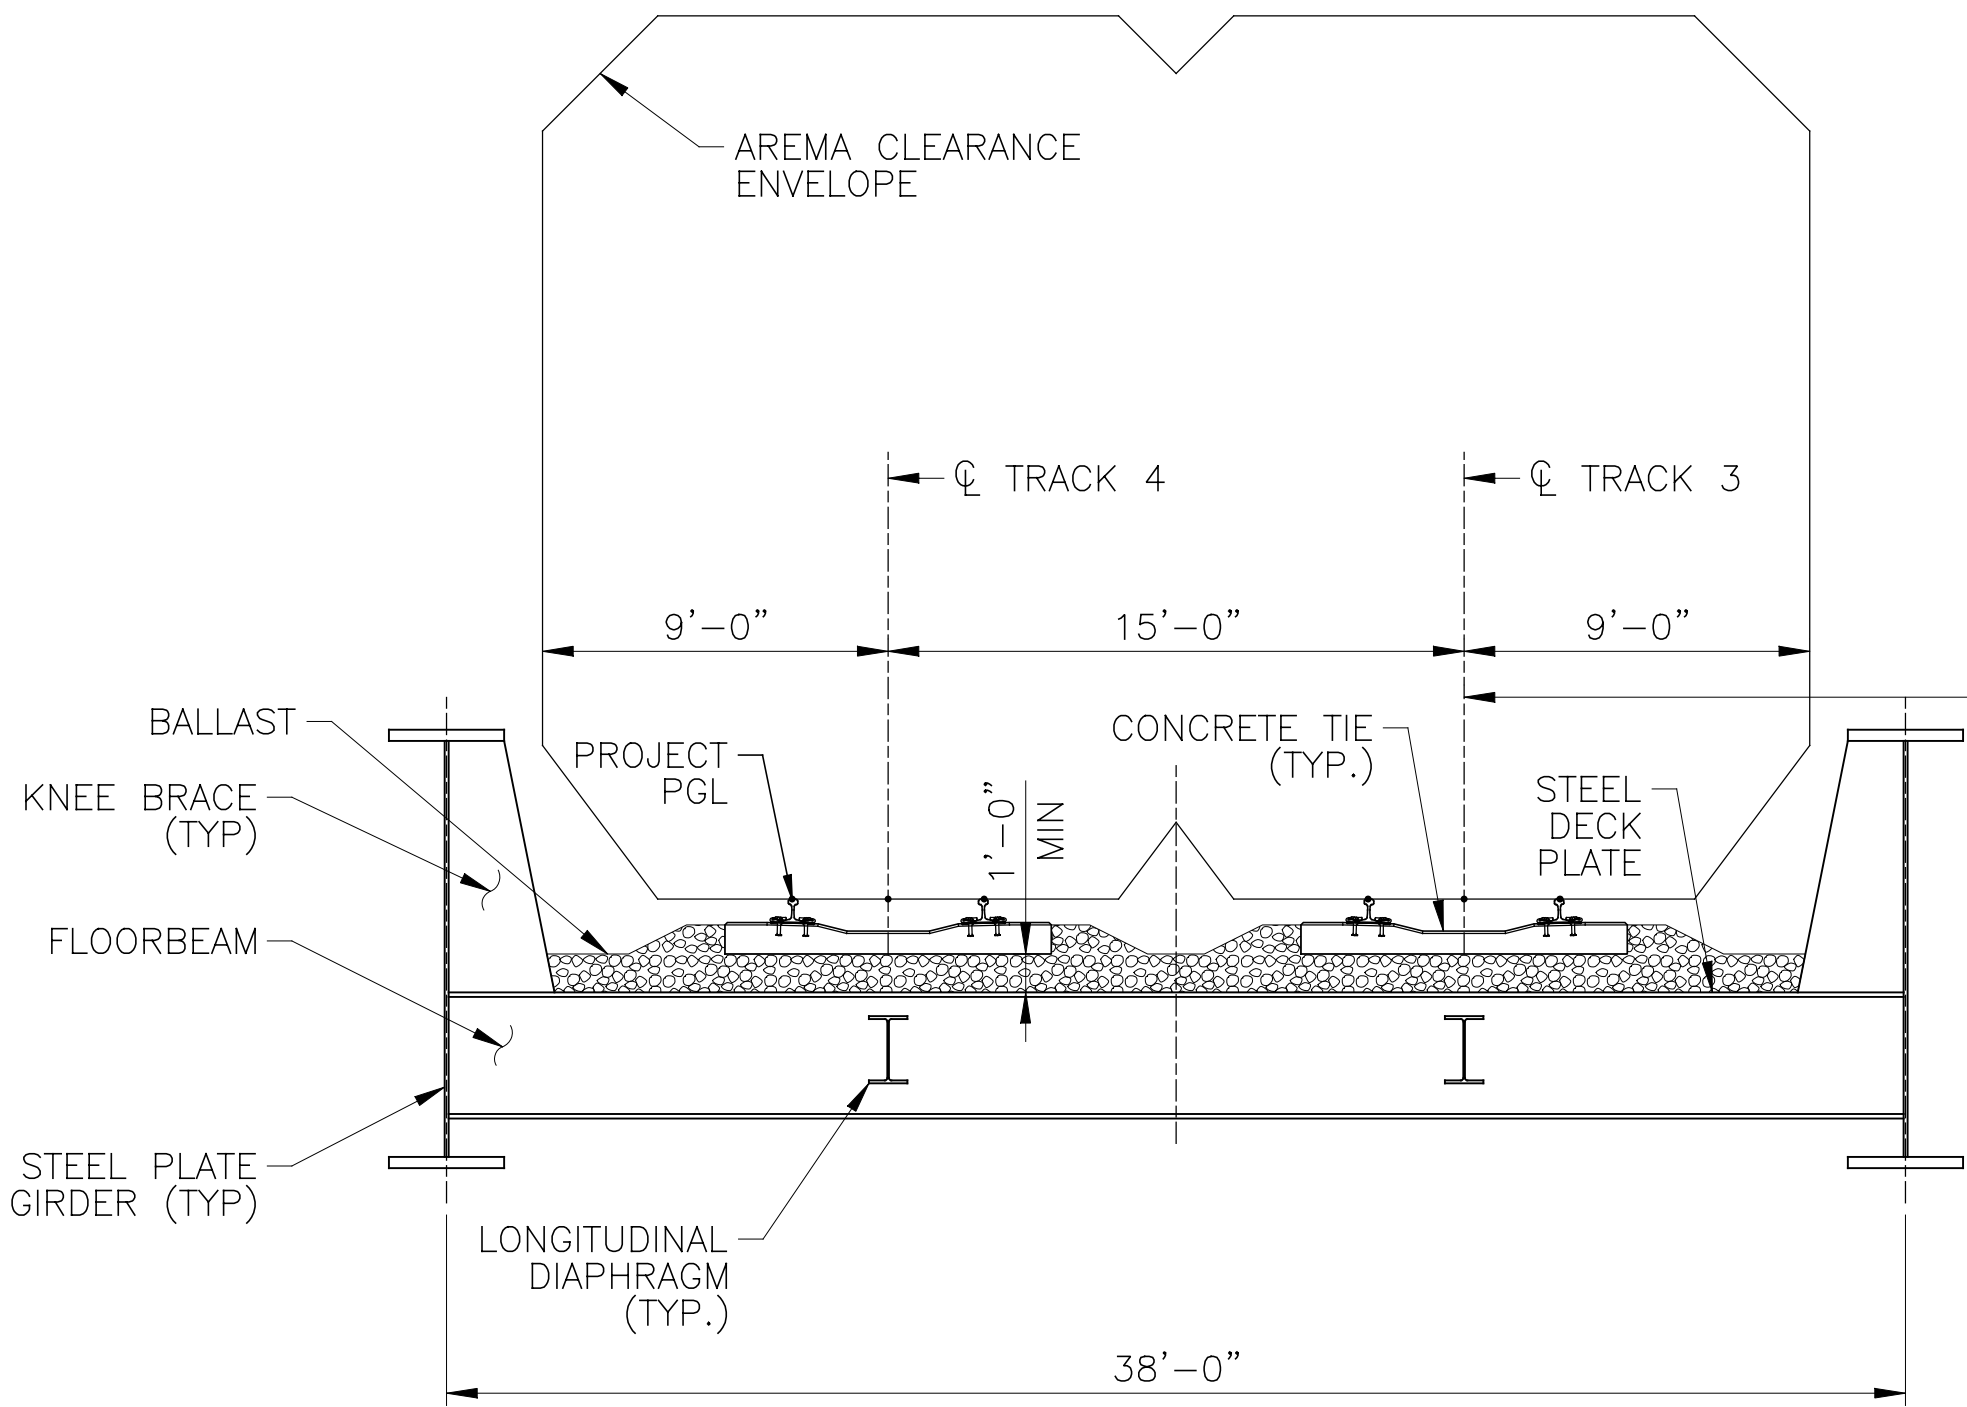 AREMA CLEARANCE
ENVELOPE
℄ TRACK 4
℄ TRACK 3
9'-0"
15'-0"
9'-0"
BALLAST
PROJECT
PGL
CONCRETE TIE
(TYP.)
KNEE BRACE
(TYP)
1'-0"
MIN
STEEL
DECK
PLATE
FLOORBEAM
STEEL PLATE
GIRDER (TYP)
LONGITUDINAL
DIAPHRAGM
(TYP.)
38'-0"